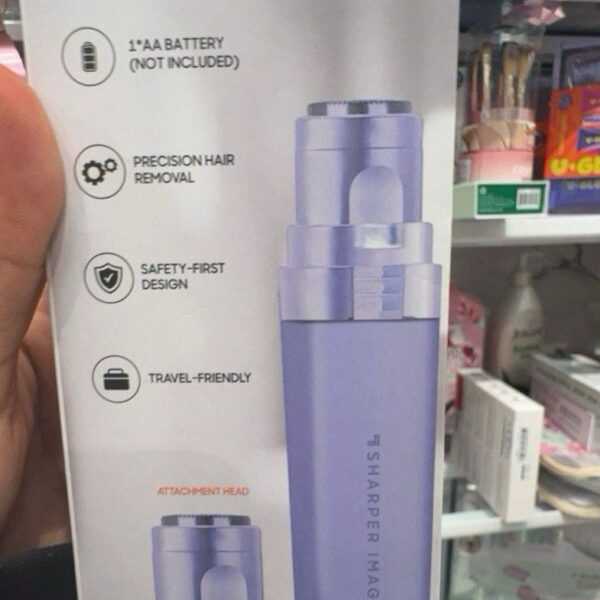 1*AA BATTERY
(NOT INCLUDED)
PRECISION HAIR
REMOVAL
SAFETY-FIRST
DESIGN
TRAVEL-FRIENDLY
ATTACHMENT HEAD
SHARPER IMAG